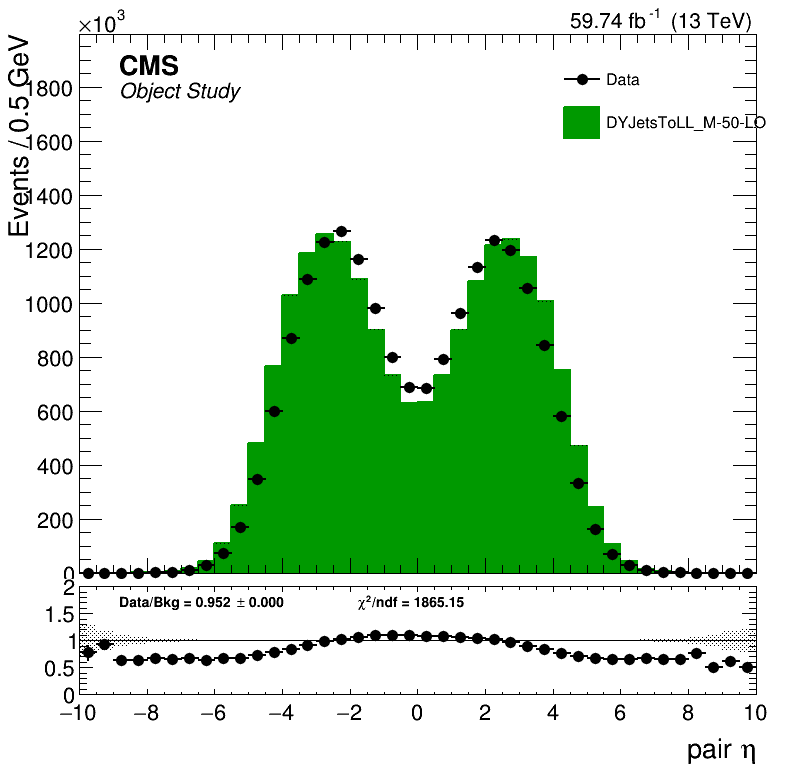 ×10³
59.74 fb⁻¹ (13 TeV)
Events / 0.5 GeV
CMS
Object Study
Data
DYJetsToLL_M-50-LO
1800
1600
1400
1200
1000
800
600
400
200
0
Data/Bkg = 0.952 ± 0.000
χ²/ndf = 1865.15
2
1.5
1
0.5
0
−10 −8 −6 −4 −2 0 2 4 6 8 10
pair η